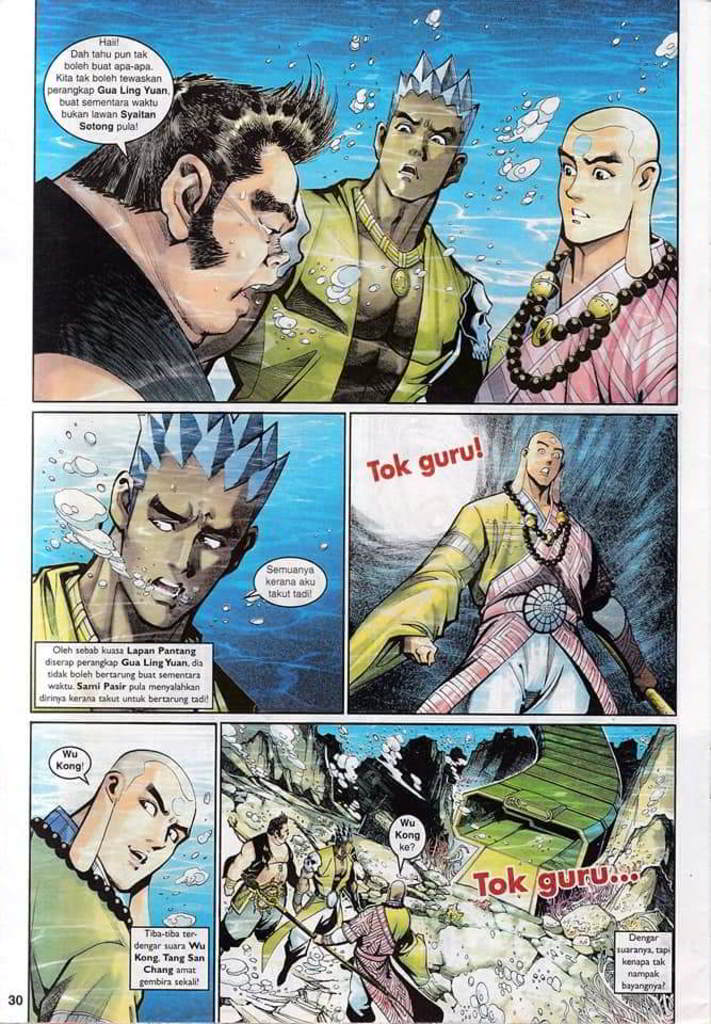 Haii!
Dah tahu pun tak
boleh buat apa-apa.
Kita tak boleh tewaskan
perangkap Gua Ling Yuan,
buat sementara waktu
bukan lawan Syaitan
Sotong pula!
Semuanya
kerana aku
takut tadi!
Oleh sebab kuasa Lapan Pantang
diserap perangkap Gua Ling Yuan, dia
tidak boleh bertarung buat sementara
waktu. Sami Pasir pula menyalahkan
dirinya kerana takut untuk bertarung tadi!
Tok guru!
Wu
Kong!
Tiba-tiba ter-
dengar suara Wu
Kong, Tang San
Chang amat
gembira sekali!
Wu
Kong
ke?
Tok guru...
Dengar
suaranya, tapi
kenapa tak
nampak
bayangnya?
30